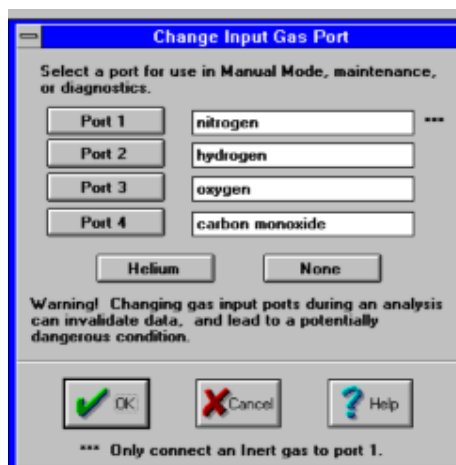 Change Input Gas Port
Select a port for use in Manual Mode, maintenance,
or diagnostics.
Port 1 nitrogen ***
Port 2 hydrogen
Port 3 oxygen
Port 4 carbon monoxide
Helium None
Warning! Changing gas input ports during an analysis
can invalidate data, and lead to a potentially
dangerous condition.
OK Cancel Help
*** Only connect an Inert gas to port 1.